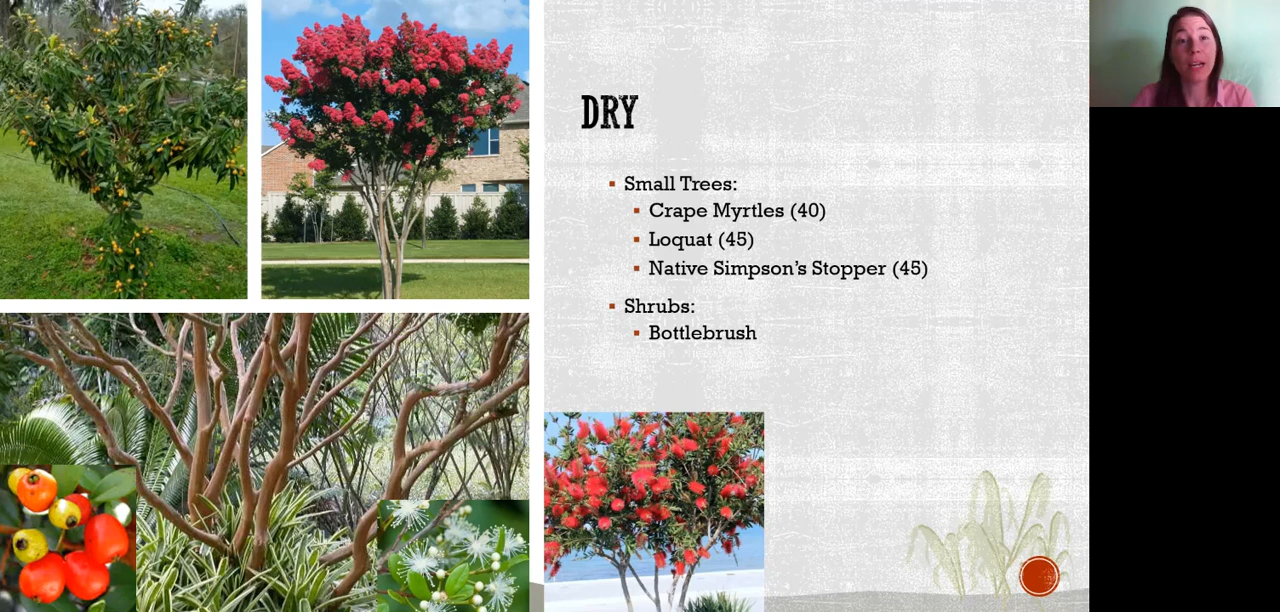 DRY
Small Trees:
Crape Myrtles (40)
Loquat (45)
Native Simpson's Stopper (45)
Shrubs:
Bottlebrush